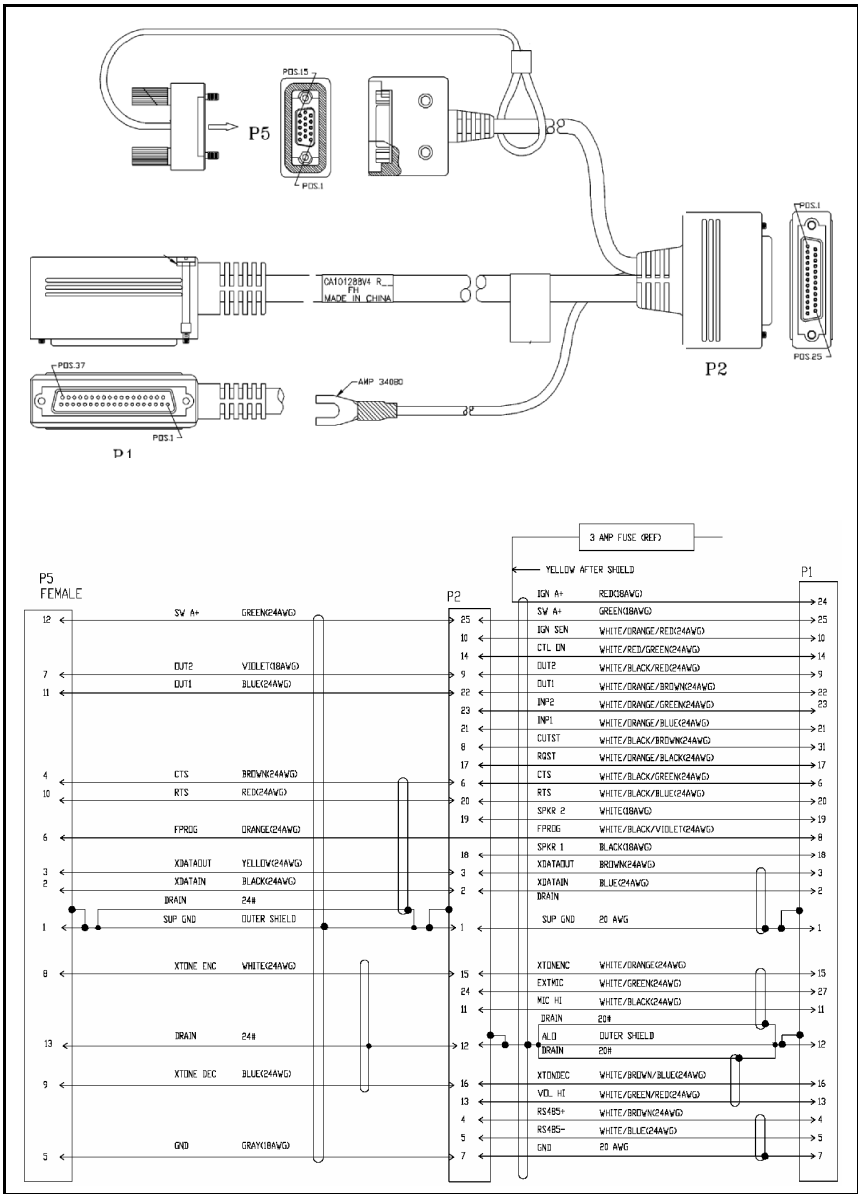 POS.15
P5
POS.1
POS.1
CA101288V4 R__
FH
MADE IN CHINA
POS.25
P2
POS.37
AMP 34080
POS.1
P1
3 AMP FUSE (REF)
YELLOW AFTER SHIELD
P5
FEMALE
P2
P1
IGN A+ RED(18AWG) 24
12 SW A+ GREEN(24AWG) 25 SW A+ GREEN(18AWG) 25
10 IGN SEN WHITE/ORANGE/RED(24AWG) 10
14 CTL ON WHITE/RED/GREEN(24AWG) 14
7 OUT2 VIOLET(18AWG) 9 OUT2 WHITE/BLACK/RED(24AWG) 9
11 OUT1 BLUE(24AWG) 22 OUT1 WHITE/ORANGE/BROWN(24AWG) 22
23 INP2 WHITE/ORANGE/GREEN(24AWG) 23
21 INP1 WHITE/ORANGE/BLUE(24AWG) 21
8 CUTST WHITE/BLACK/BROWN(24AWG) 31
17 RQST WHITE/ORANGE/BLACK(24AWG) 17
4 CTS BROWN(24AWG) 6 CTS WHITE/BLACK/GREEN(24AWG) 6
10 RTS RED(24AWG) 20 RTS WHITE/BLACK/BLUE(24AWG) 20
19 SPKR 2 WHITE(18AWG) 19
6 FPROG ORANGE(24AWG) FPROG WHITE/BLACK/VIOLET(24AWG) 8
18 SPKR 1 BLACK(18AWG) 18
3 XDATAOUT YELLOW(24AWG) 3 XDATAOUT BROWN(24AWG) 3
2 XDATAIN BLACK(24AWG) 2 XDATAIN BLUE(24AWG) 2
DRAIN 24# DRAIN
1 SUP GND OUTER SHIELD 1 SUP GND 20 AWG 1
8 XTONE ENC WHITE(24AWG) 15 XTONENC WHITE/ORANGE(24AWG) 15
24 EXTMIC WHITE/GREEN(24AWG) 27
11 MIC HI WHITE/BLACK(24AWG) 11
DRAIN 20#
13 DRAIN 24# 12 ALO OUTER SHIELD 12
DRAIN 20#
9 XTONE DEC BLUE(24AWG) 16 XTONDEC WHITE/BROWN/BLUE(24AWG) 16
13 VOL HI WHITE/GREEN/RED(24AWG) 13
4 RS485+ WHITE/BROWN(24AWG) 4
5 RS485- WHITE/BLUE(24AWG) 5
5 GND GRAY(18AWG) 7 GND 20 AWG 7